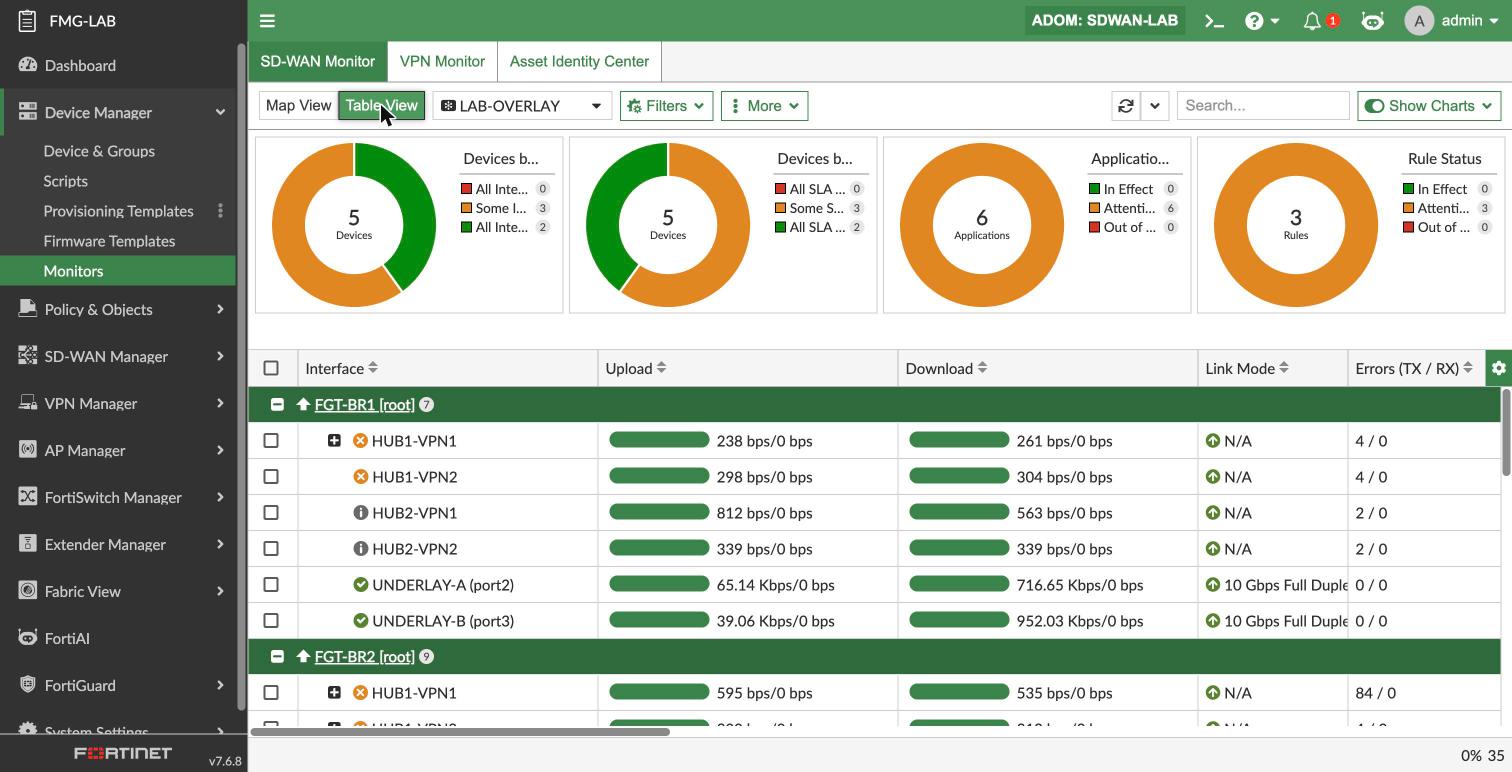 FMG-LAB
ADOM: SDWAN-LAB
1
A
admin
Dashboard
Device Manager
Device & Groups
Scripts
Provisioning Templates
Firmware Templates
Monitors
Policy & Objects
SD-WAN Manager
VPN Manager
AP Manager
FortiSwitch Manager
Extender Manager
Fabric View
FortiAI
FortiGuard
System Settings
FORTINET
v7.6.8
SD-WAN Monitor
VPN Monitor
Asset Identity Center
Map View
Table View
LAB-OVERLAY
Filters
More
Search...
Show Charts
5
Devices
Devices b...
All Inte... 0
Some I... 3
All Inte... 2
5
Devices
Devices b...
All SLA ... 0
Some S... 3
All SLA ... 2
6
Applications
Applicatio...
In Effect 0
Attenti... 6
Out of ... 0
3
Rules
Rule Status
In Effect 0
Attenti... 3
Out of ... 0
Interface Upload Download Link Mode Errors (TX / RX)
FGT-BR1 [root] 7
HUB1-VPN1 238 bps/0 bps 261 bps/0 bps N/A 4 / 0
HUB1-VPN2 298 bps/0 bps 304 bps/0 bps N/A 4 / 0
HUB2-VPN1 812 bps/0 bps 563 bps/0 bps N/A 2 / 0
HUB2-VPN2 339 bps/0 bps 339 bps/0 bps N/A 2 / 0
UNDERLAY-A (port2) 65.14 Kbps/0 bps 716.65 Kbps/0 bps 10 Gbps Full Duple 0 / 0
UNDERLAY-B (port3) 39.06 Kbps/0 bps 952.03 Kbps/0 bps 10 Gbps Full Duple 0 / 0
FGT-BR2 [root] 9
HUB1-VPN1 595 bps/0 bps 535 bps/0 bps N/A 84 / 0
0% 35